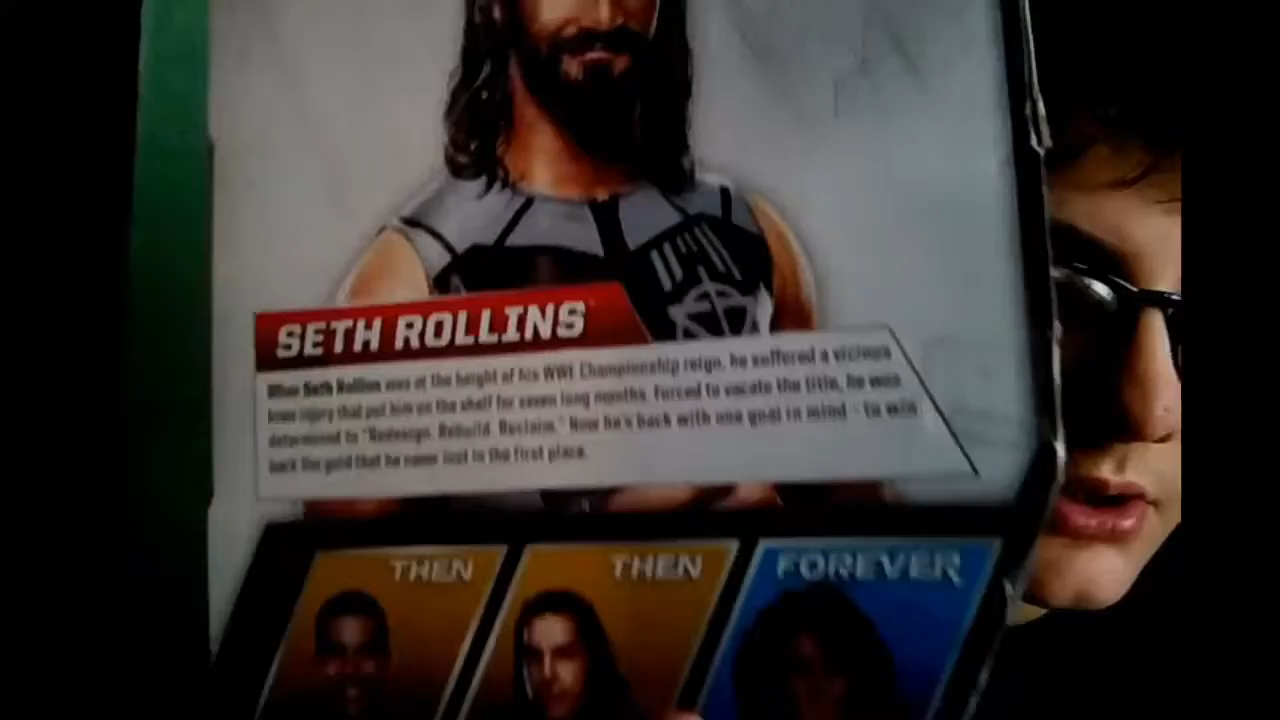 SETH ROLLINS
When Seth Rollins was at the height of his WWE Championship reign, he suffered a vicious
knee injury that put him on the shelf for seven long months. Forced to vacate the title, he was
determined to "Redesign. Rebuild. Reclaim." Now he's back with one goal in mind - to win
back the gold that he never lost in the first place.
THEN THEN FOREVER